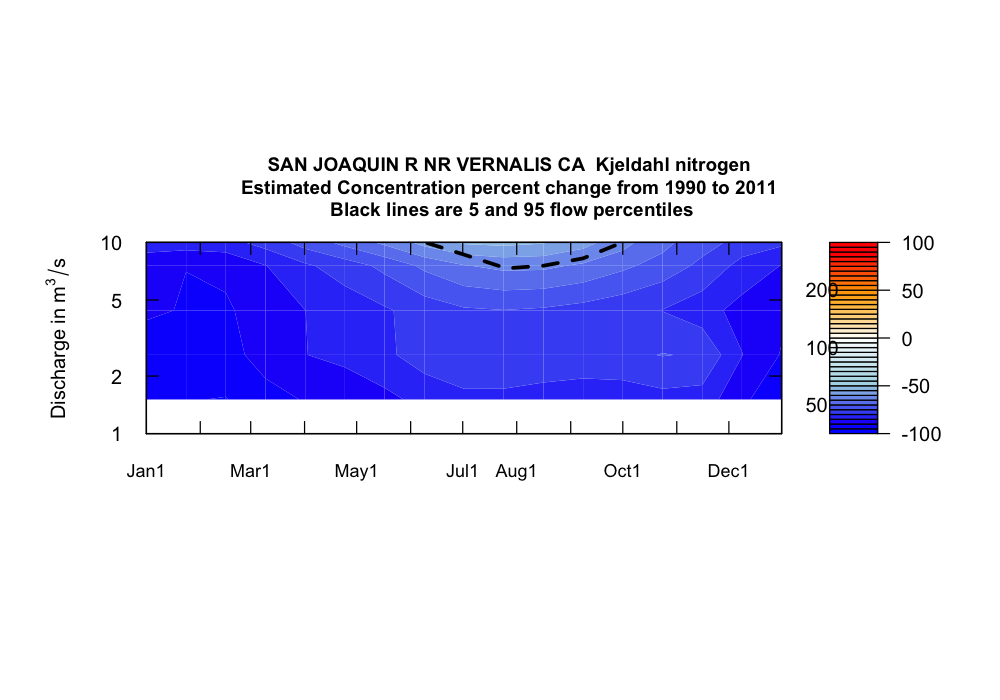 SAN JOAQUIN R NR VERNALIS CA  Kjeldahl nitrogen
Estimated Concentration percent change from 1990 to 2011
Black lines are 5 and 95 flow percentiles
Discharge in m3/s
10
5
2
1
Jan1 Mar1 May1 Jul1 Aug1 Oct1 Dec1
200
100
50
100
50
0
-50
-100